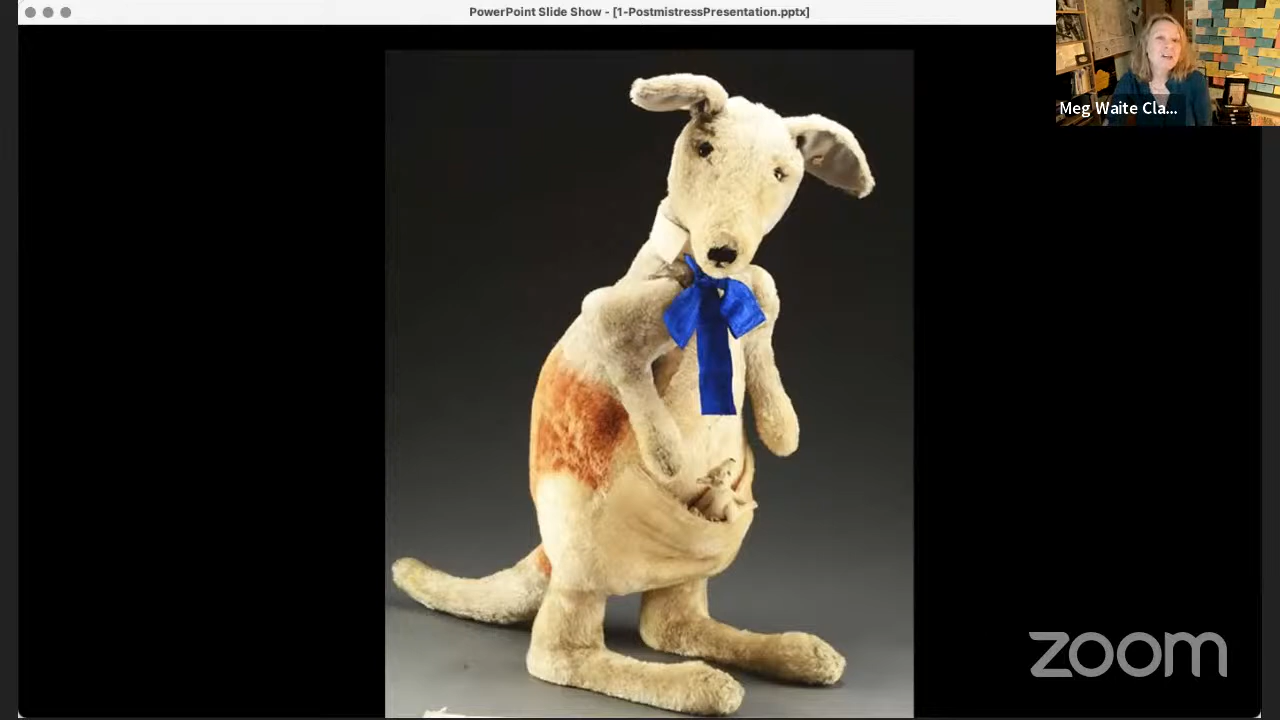 PowerPoint Slide Show - [1-PostmistressPresentation.pptx]
Meg Waite Cla...
zoom